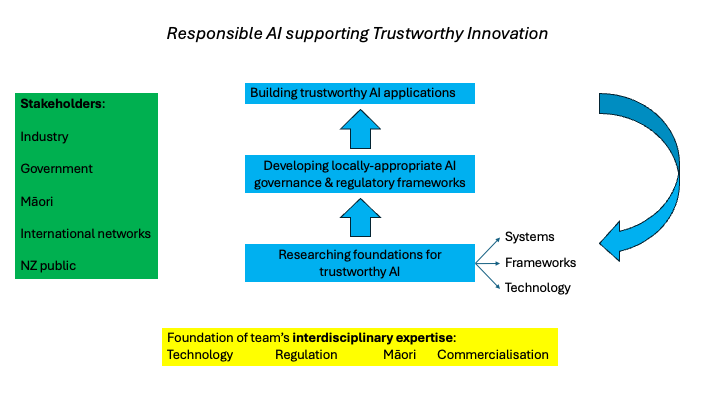 Responsible AI supporting Trustworthy Innovation
Stakeholders:
Industry
Government
Māori
International networks
NZ public
Building trustworthy AI applications
Developing locally-appropriate AI
governance & regulatory frameworks
Researching foundations for
trustworthy AI
Systems
Frameworks
Technology
Foundation of team’s interdisciplinary expertise:
Technology Regulation Māori Commercialisation